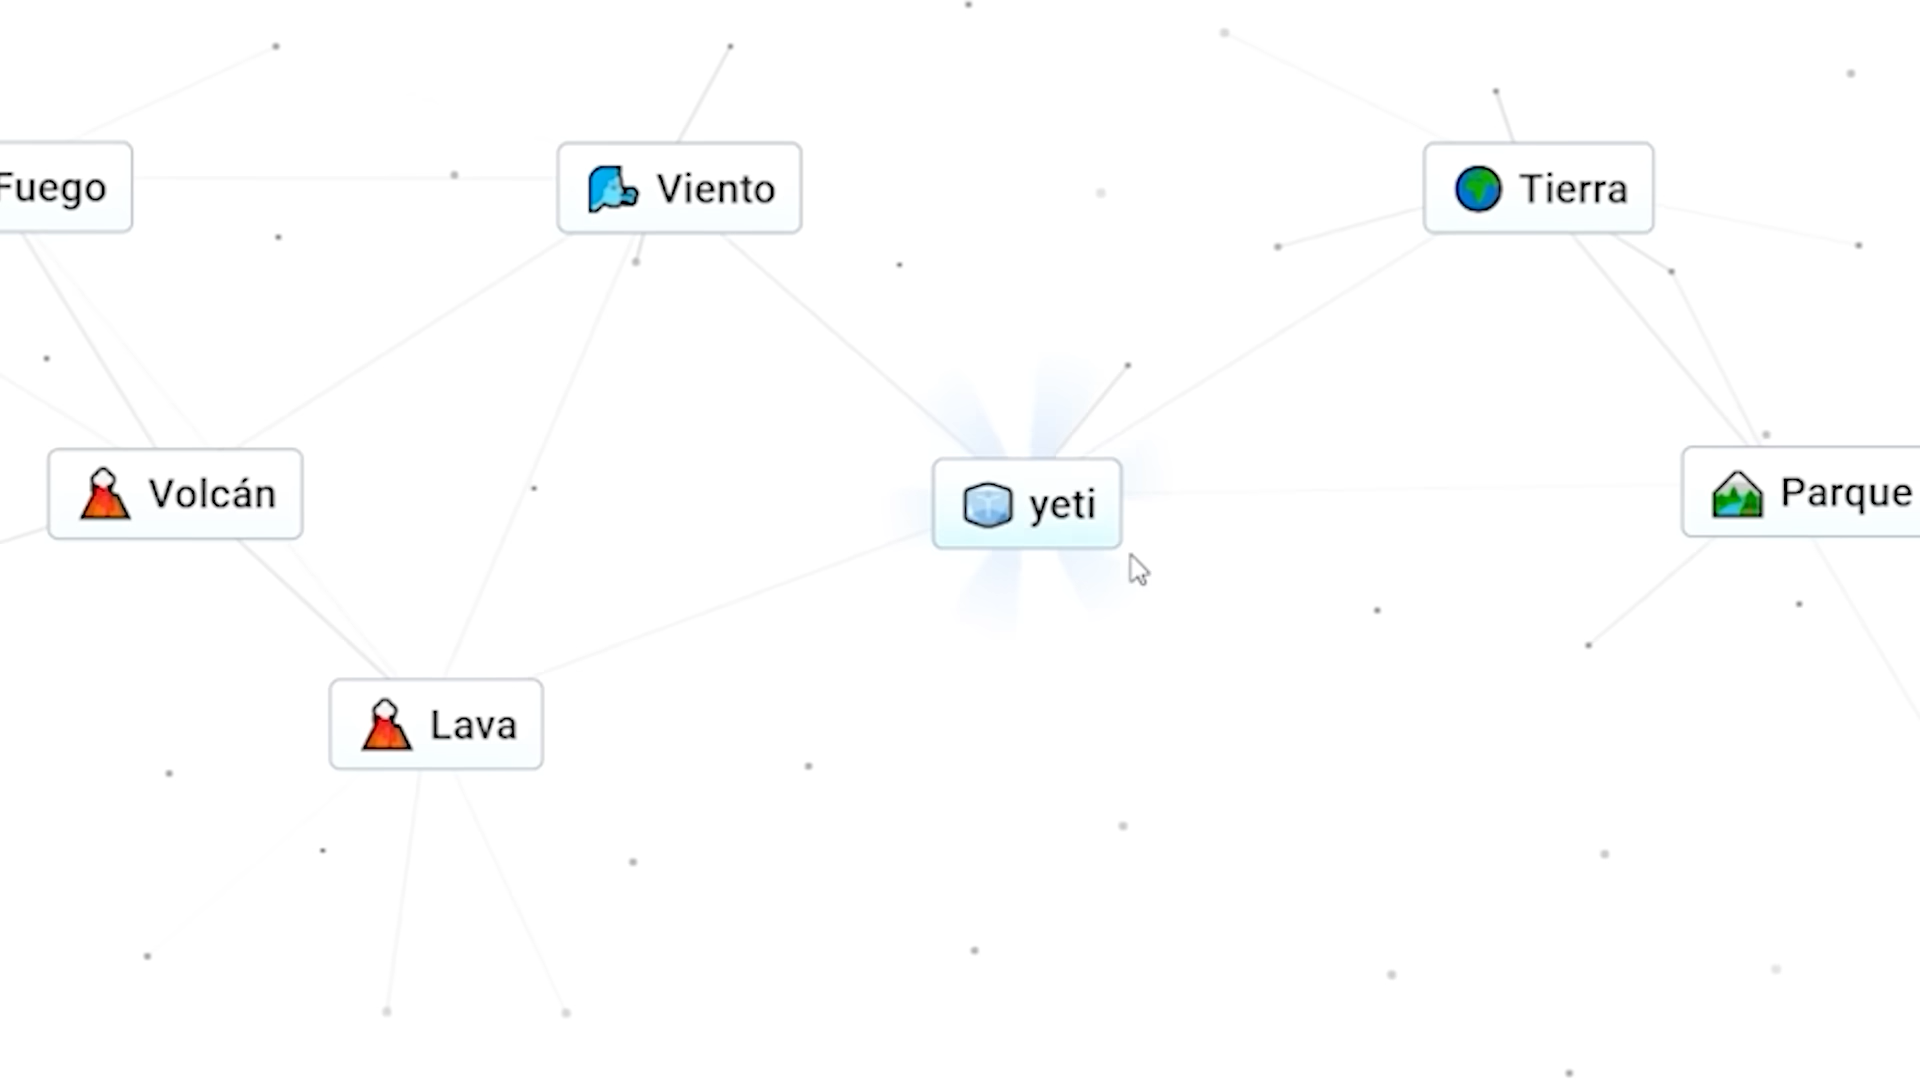 Fuego
Viento
Tierra
Volcán
yeti
Parque
Lava